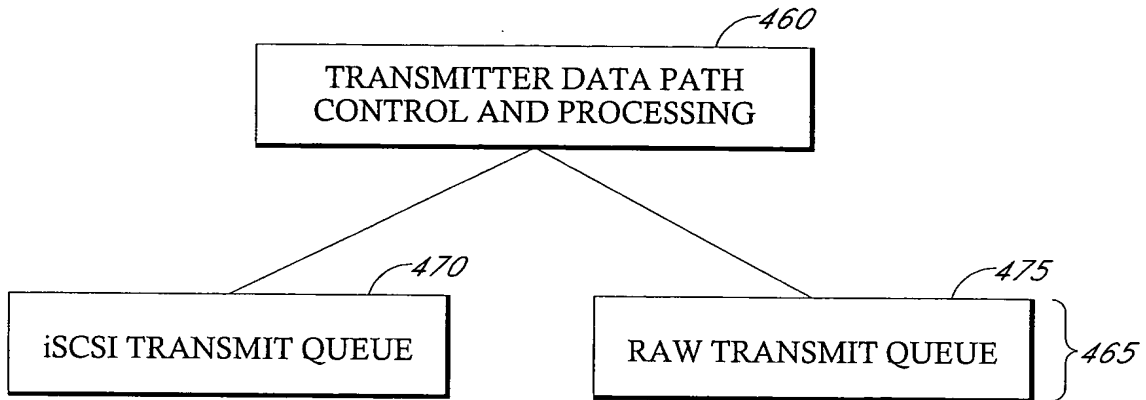 460
TRANSMITTER DATA PATH
CONTROL AND PROCESSING
470
475
iSCSI TRANSMIT QUEUE
RAW TRANSMIT QUEUE
465